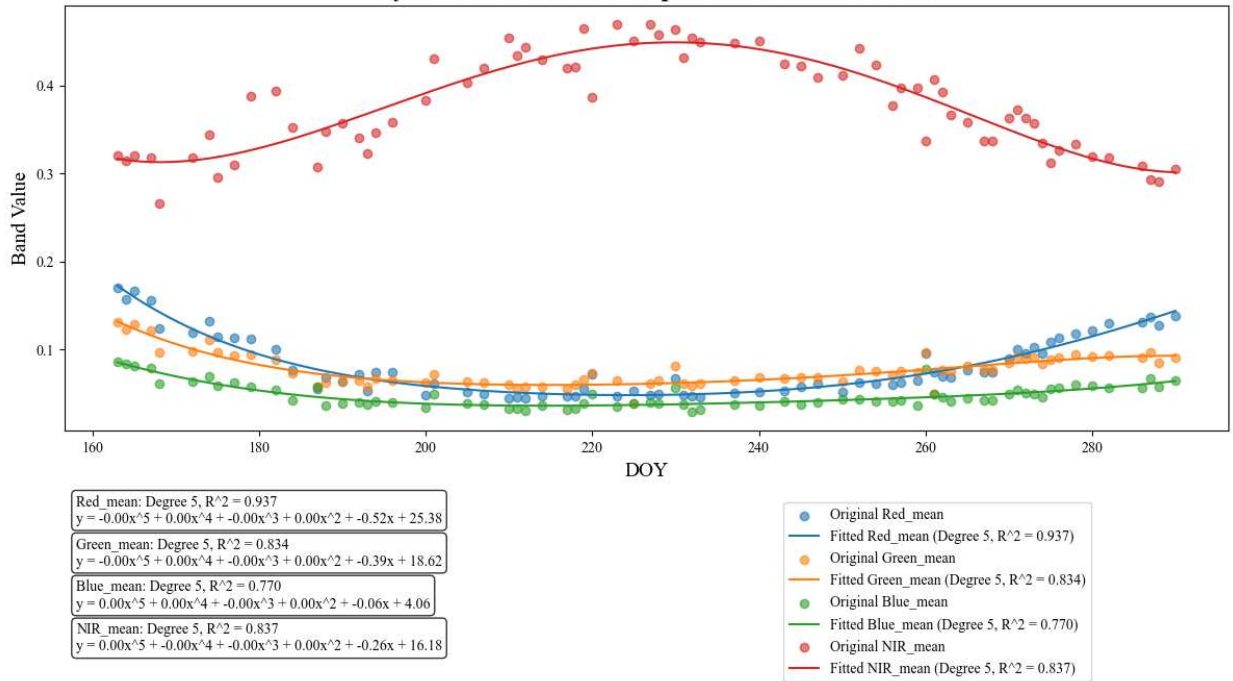 0.4
0.3
0.2
0.1
Band Value
160
180
200
220
240
260
280
DOY
Red_mean: Degree 5, R^2 = 0.937
y = -0.00x^5 + 0.00x^4 + -0.00x^3 + 0.00x^2 + -0.52x + 25.38
Green_mean: Degree 5, R^2 = 0.834
y = -0.00x^5 + 0.00x^4 + -0.00x^3 + 0.00x^2 + -0.39x + 18.62
Blue_mean: Degree 5, R^2 = 0.770
y = 0.00x^5 + 0.00x^4 + -0.00x^3 + 0.00x^2 + -0.06x + 4.06
NIR_mean: Degree 5, R^2 = 0.837
y = 0.00x^5 + -0.00x^4 + -0.00x^3 + 0.00x^2 + -0.26x + 16.18
Original Red_mean
Fitted Red_mean (Degree 5, R^2 = 0.937)
Original Green_mean
Fitted Green_mean (Degree 5, R^2 = 0.834)
Original Blue_mean
Fitted Blue_mean (Degree 5, R^2 = 0.770)
Original NIR_mean
Fitted NIR_mean (Degree 5, R^2 = 0.837)